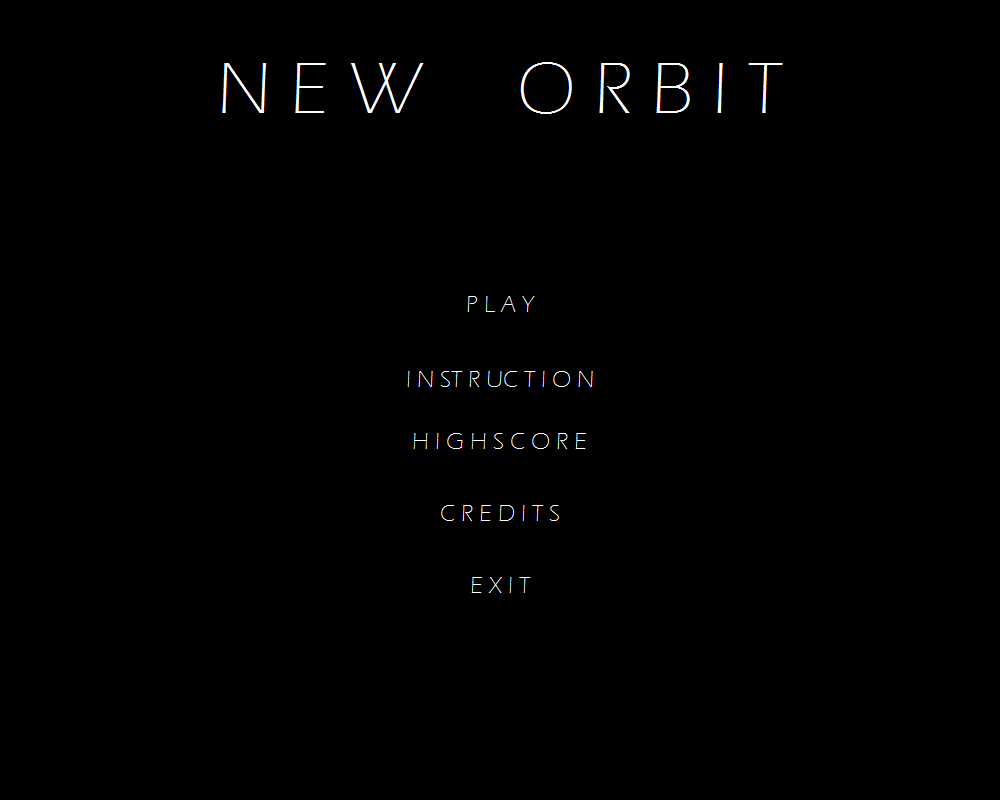 NEW ORBIT
PLAY
INSTRUCTION
HIGHSCORE
CREDITS
EXIT